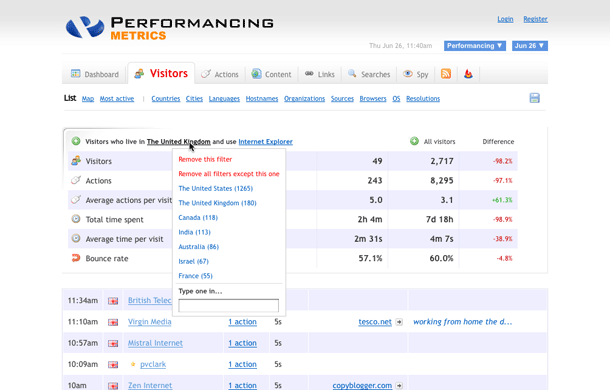 PERFORMANCING
METRICS
Login Register
Thu Jun 26, 11:40am Performancing ▼ Jun 26 ▼
Dashboard Visitors Actions Content Links Searches Spy
List Map Most active Countries Cities Languages Hostnames Organizations Sources Browsers OS Resolutions
Visitors who live in The United Kingdom and use Internet Explorer All visitors Difference
Visitors 49 2,717 -98.2%
Actions 243 8,295 -97.1%
Average actions per visit 5.0 3.1 +61.3%
Total time spent 2h 4m 7d 18h -98.9%
Average time per visit 2m 31s 4m 7s -38.9%
Bounce rate 57.1% 60.0% -4.8%
Remove this filter
Remove all filters except this one
The United States (1265)
The United Kingdom (180)
Canada (118)
India (113)
Australia (86)
Israel (67)
France (55)
Type one in...
11:34am British Telec
11:10am Virgin Media 1 action 5s tesco.net working from home the d...
10:57am Mistral Internet 1 action 5s
10:09am pvclark 1 action 5s
10am Zen Internet 1 action 5s copyblogger.com